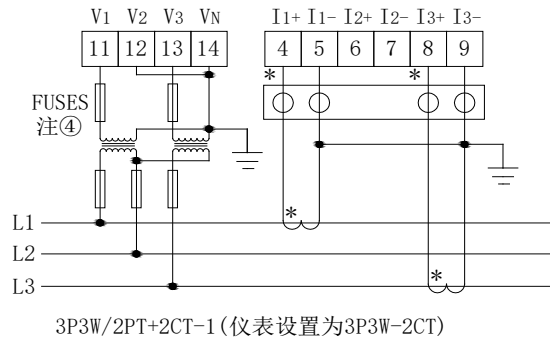 V1 V2 V3 VN I1+ I1- I2+ I2- I3+ I3-
11 12 13 14 4 5 6 7 8 9
* *
FUSES
注④
*
L1
L2
*
L3
3P3W/2PT+2CT-1(仪表设置为3P3W-2CT)